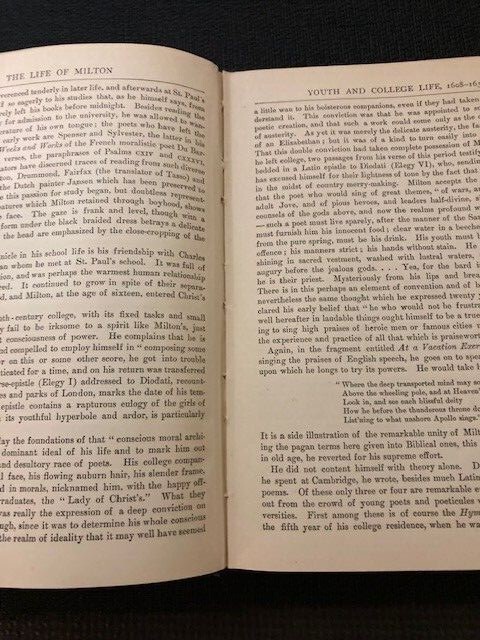 THE LIFE OF MILTON
erenced tenderly in later life, and afterwards at St. Paul's
so eagerly to his studies that, as he himself says, from
rely left his books before midnight. Besides reading the
y for admission to the university, he was allowed to wan-
erature of his own tongue; the poets who have left the
early work are Spenser and Sylvester, the latter in his
Weeks and Works of the French moralistic poet Du
verses, the paraphrases of Psalms cxiv and cxxxvi,
ators have discerned traces of reading from such diverse
n, Drummond, Fairfax (the translator of Tasso) and
the Dutch painter Jansen which has been preserved to
e this passion for study began, but doubtless represent-
eatures which Milton retained through boyhood, shows
e face. The gaze is frank and level, though with a
form under the black braided dress betrays a delicate
the head are emphasized by the close-cropping of the
nicle in his school life is his friendship with Charles
an whom he met at St. Paul's school. It was full of
ion, and was perhaps the warmest human relationship
red. It continued to grow in spite of their separa-
d, and Milton, at the age of sixteen, entered Christ's
nth-century college, with its fixed tasks and small
y fail to be irksome to a spirit like Milton's, just
consciousness of power. He complains that he is
nd compelled to employ himself in "composing some
r on this or some other score, he got into trouble
ticated for a time, and on his return was transferred
rse-epistle (Elegy I) addressed to Diodati, recount-
es and parks of London, marks the date of his tem-
epistle contains a rapturous eulogy of the girls of
its youthful hyperbole and ardor, is particularly
lay the foundations of that "conscious moral archi-
dominant ideal of his life and to mark him out
and desultory race of poets. His college compan-
l face, his flowing auburn hair, his slender frame,
d in morals, nicknamed him, with the happy off-
raduates, the "Lady of Christ's." What they
was really the expression of a deep conviction on
ugh, since it was to determine his whole conscious
the realm of ideality that it may well have seemed
YOUTH AND COLLEGE LIFE, 1608-
a little wan to his boisterous companions, even if they had taken
derstand it. This conviction was that he was appointed to s
poetic creation, and that such a work could come only as the
of austerity. As yet it was merely the delicate austerity, the fa
of an Elizabethan; but it was of a kind to turn easily into
That this double conviction had taken complete possession of M
he left college, two passages from his verse of this period testify
bedded in a Latin epistle to Diodati (Elegy VI), who, sendin
has excused himself for their lightness of tone by the fact that
in the midst of country merry-making. Milton accepts the
that the poet who would sing of great themes, "of wars, a
adult Jove, and of pious heroes, and leaders half-divine, s
counsels of the gods above, and now the realms profound w
—such a poet must live sparely, after the manner of the Sa
must furnish him his innocent food; clear water in a beeche
from the pure spring, must be his drink. His youth must
offence; his manners strict; his hands without stain. He
shining in sacred vestment, washed with lustral waters,
augury before the jealous gods. . . . Yes, for the bard i
he is their priest. Mysteriously from his lips and brea
There is in this perhaps an element of convention and of h
nevertheless the same thought which he expressed twenty
clared his early belief that "he who would not be frustra
well hereafter in laudable things ought himself to be a true
ing to sing high praises of heroic men or famous cities
the experience and practice of all that which is praisewort
Again, in the fragment entitled At a Vacation Exer
singing the praises of English speech, he goes on to spe
upon which he longs to try its powers. He would take
"Where the deep transported mind may so
Above the wheeling pole, and at Heaven'
Look in, and see each blissful deity
How he before the thunderous throne do
List'ning to what unshorn Apollo sings."
It is a side illustration of the remarkable unity of Milt
ing the pagan terms here given into Biblical ones, this
in old age, he reverted for his supreme effort.
He did not content himself with theory alone. D
he spent at Cambridge, he wrote, besides much Latin
poems. Of these only three or four are remarkable
out from the crowd of young poets and poeticules
versities. First among these is of course the Hym
the fifth year of his college residence, when he wa